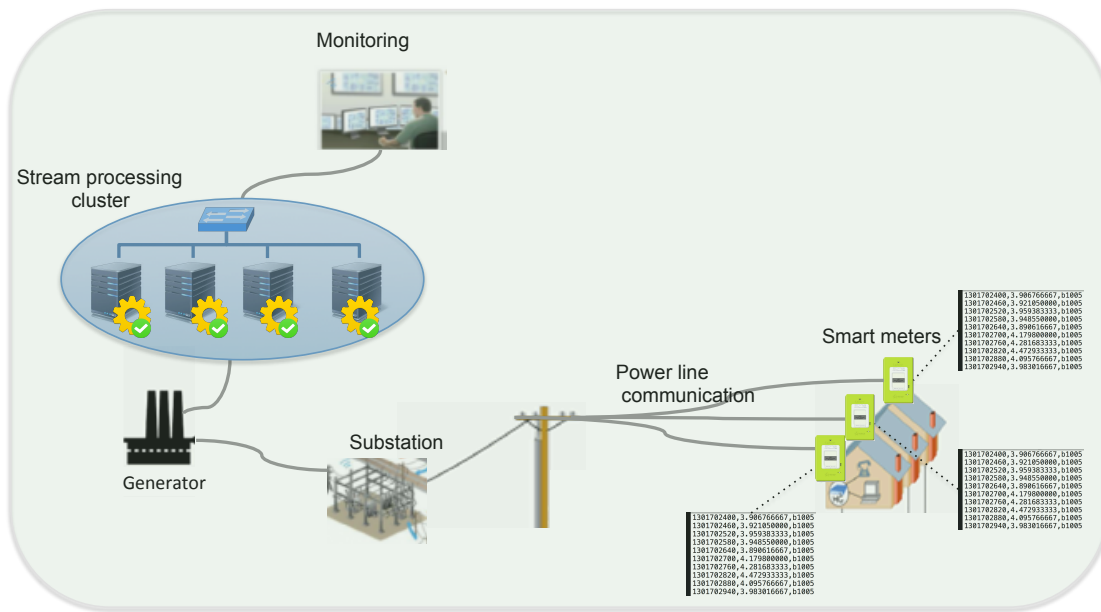 Monitoring
Stream processing
cluster
1301702400,3.906766667,b1005
1301702460,3.921050000,b1005
1301702520,3.959383333,b1005
1301702580,3.948550000,b1005
1301702640,3.890616667,b1005
1301702700,4.179800000,b1005
1301702760,4.281683333,b1005
1301702820,4.472933333,b1005
1301702880,4.095766667,b1005
1301702940,3.983016667,b1005
Smart meters
Power line
communication
Substation
Generator
1301702400,3.906766667,b1005
1301702460,3.921050000,b1005
1301702520,3.959383333,b1005
1301702580,3.948550000,b1005
1301702640,3.890616667,b1005
1301702700,4.179800000,b1005
1301702760,4.281683333,b1005
1301702820,4.472933333,b1005
1301702880,4.095766667,b1005
1301702940,3.983016667,b1005
1301702400,3.906766667,b1005
1301702460,3.921050000,b1005
1301702520,3.959383333,b1005
1301702580,3.948550000,b1005
1301702640,3.890616667,b1005
1301702700,4.179800000,b1005
1301702760,4.281683333,b1005
1301702820,4.472933333,b1005
1301702880,4.095766667,b1005
1301702940,3.983016667,b1005